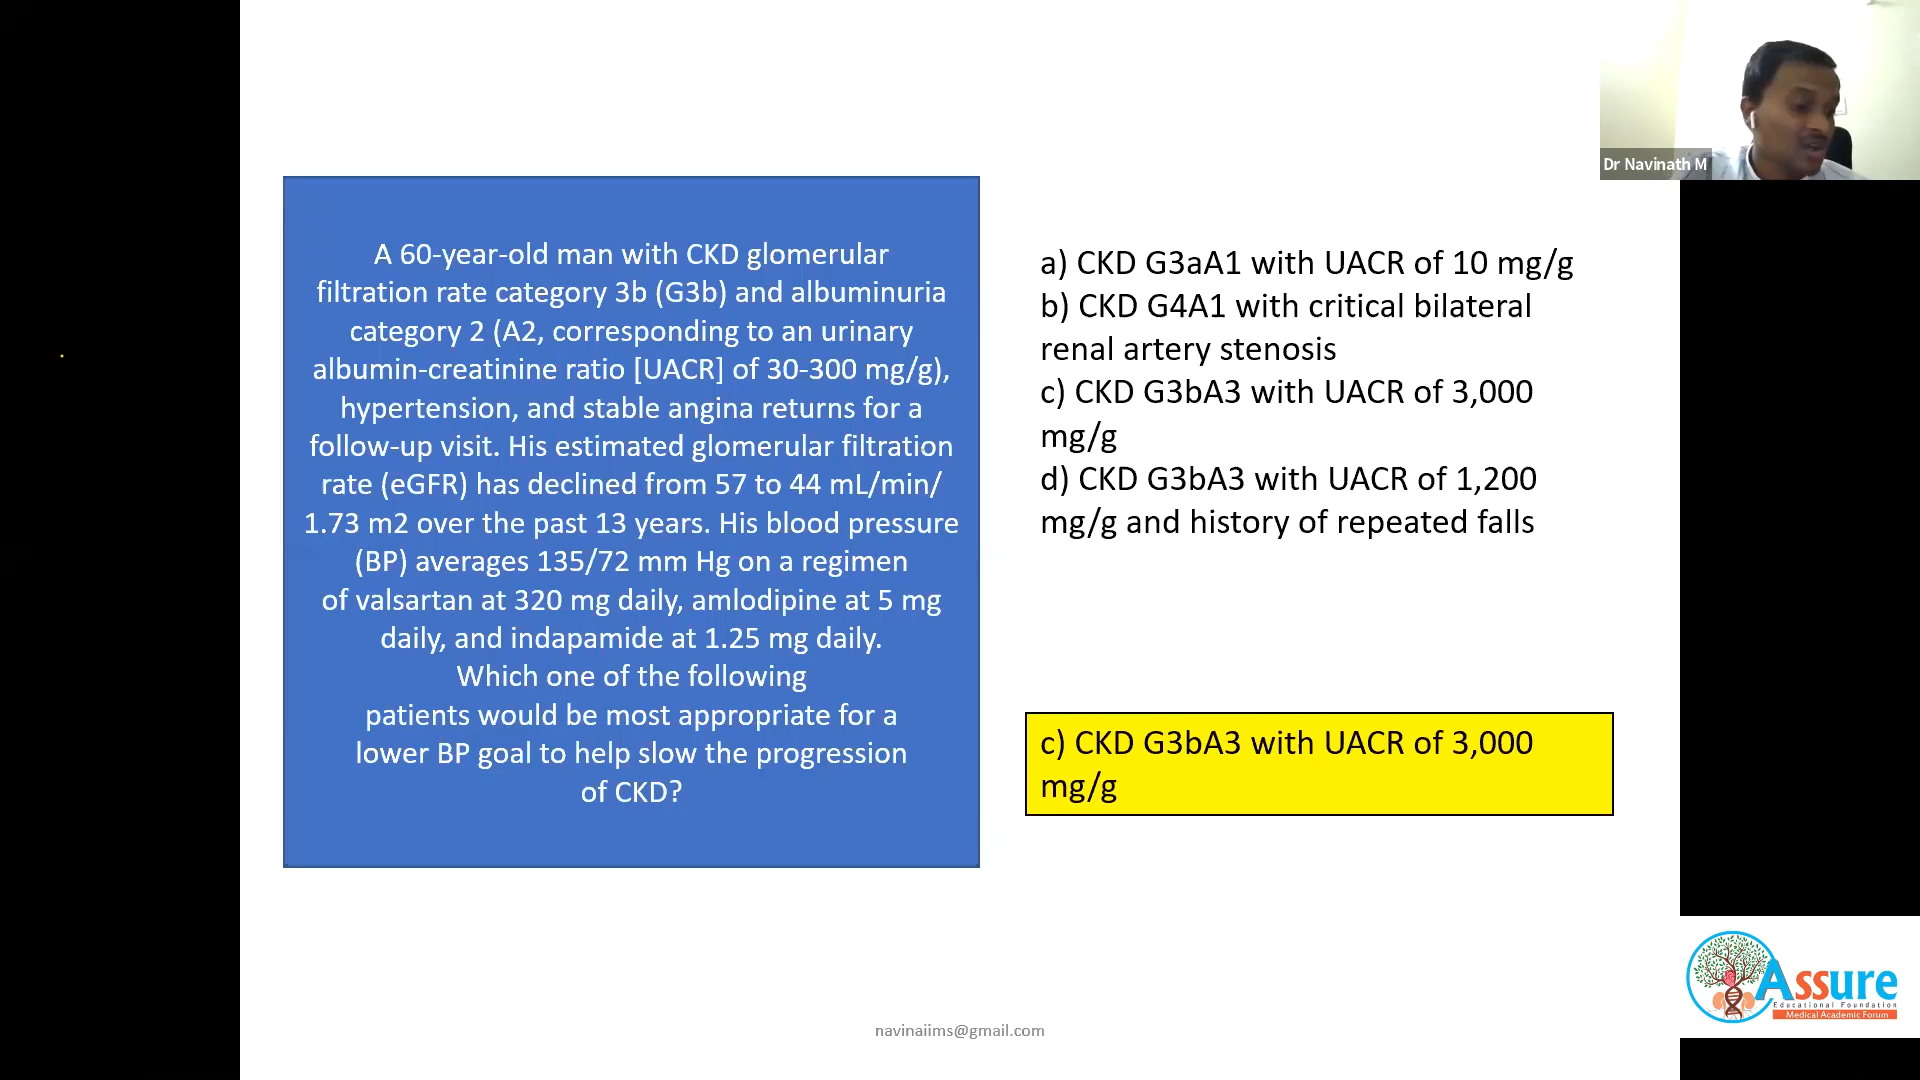 Dr Navinath M
A 60-year-old man with CKD glomerular
filtration rate category 3b (G3b) and albuminuria
category 2 (A2, corresponding to an urinary
albumin-creatinine ratio [UACR] of 30-300 mg/g),
hypertension, and stable angina returns for a
follow-up visit. His estimated glomerular filtration
rate (eGFR) has declined from 57 to 44 mL/min/
1.73 m2 over the past 13 years. His blood pressure
(BP) averages 135/72 mm Hg on a regimen
of valsartan at 320 mg daily, amlodipine at 5 mg
daily, and indapamide at 1.25 mg daily.
Which one of the following
patients would be most appropriate for a
lower BP goal to help slow the progression
of CKD?
a) CKD G3aA1 with UACR of 10 mg/g
b) CKD G4A1 with critical bilateral
renal artery stenosis
c) CKD G3bA3 with UACR of 3,000
mg/g
d) CKD G3bA3 with UACR of 1,200
mg/g and history of repeated falls
c) CKD G3bA3 with UACR of 3,000
mg/g
Assure
Educational Foundation
Medical Academic Forum
navinaiims@gmail.com